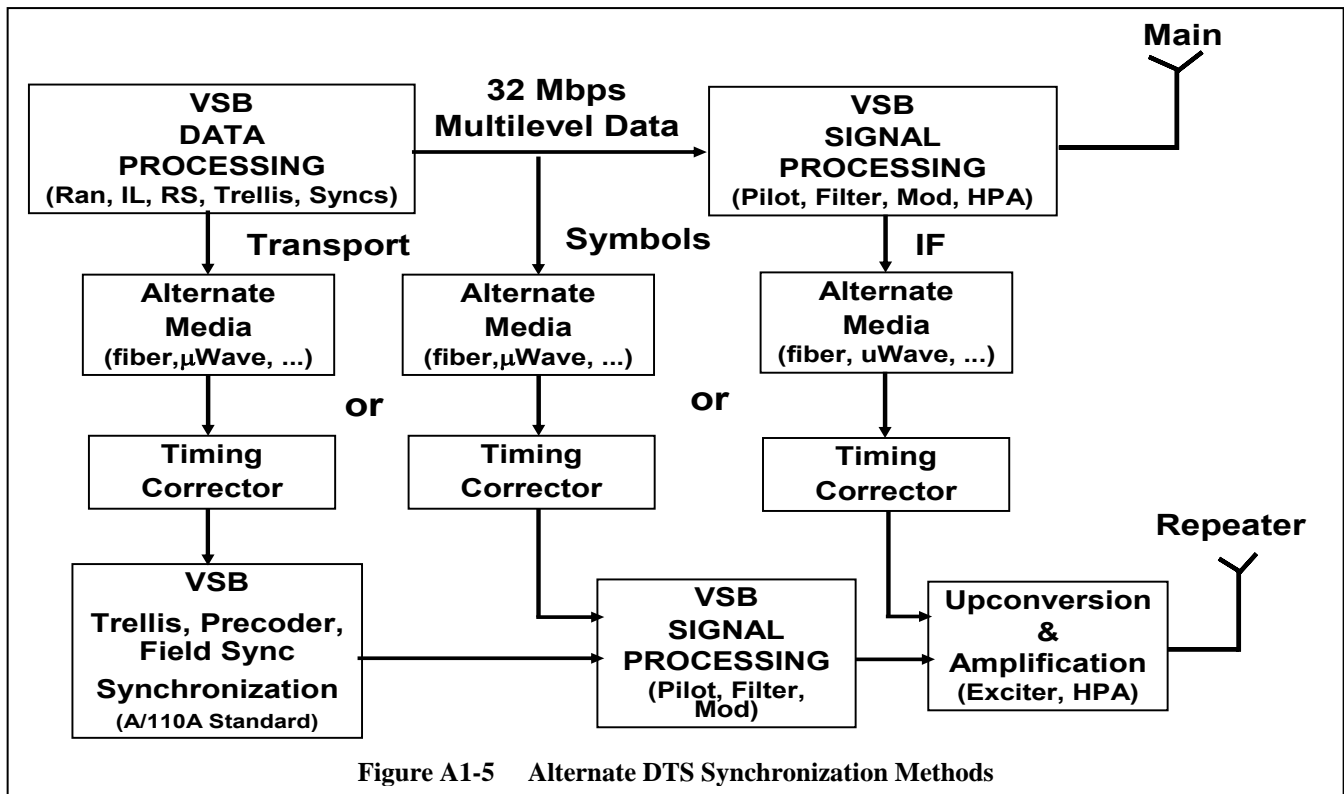 Main
VSB
DATA
PROCESSING
(Ran, IL, RS, Trellis, Syncs)
32 Mbps
Multilevel Data
VSB
SIGNAL
PROCESSING
(Pilot, Filter, Mod, HPA)
Transport
Symbols
IF
Alternate
Media
(fiber,μWave, ...)
Alternate
Media
(fiber,μWave, ...)
Alternate
Media
(fiber, uWave, ...)
or
or
Timing
Corrector
Timing
Corrector
Timing
Corrector
Repeater
VSB
Trellis, Precoder,
Field Sync
Synchronization
(A/110A Standard)
VSB
SIGNAL
PROCESSING
(Pilot, Filter,
Mod)
Upconversion
&
Amplification
(Exciter, HPA)
Figure A1-5 Alternate DTS Synchronization Methods